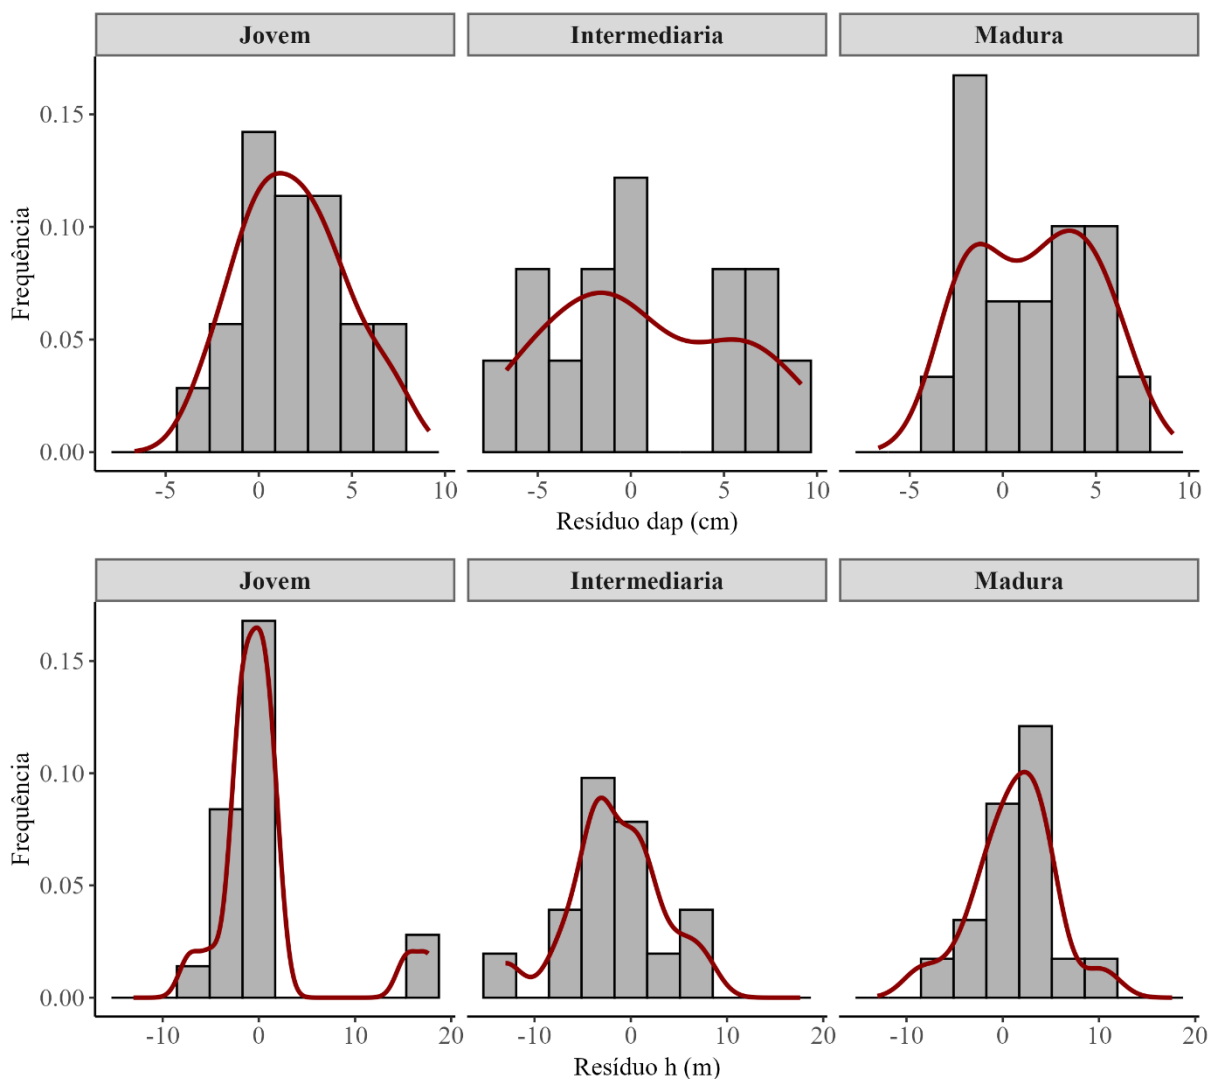 Jovem Intermediaria Madura
0.15
0.10
0.05
0.00
Frequência
-5 0 5 10 -5 0 5 10 -5 0 5 10
Resíduo dap (cm)
Jovem Intermediaria Madura
0.15
0.10
0.05
0.00
Frequência
-10 0 10 20 -10 0 10 20 -10 0 10 20
Resíduo h (m)